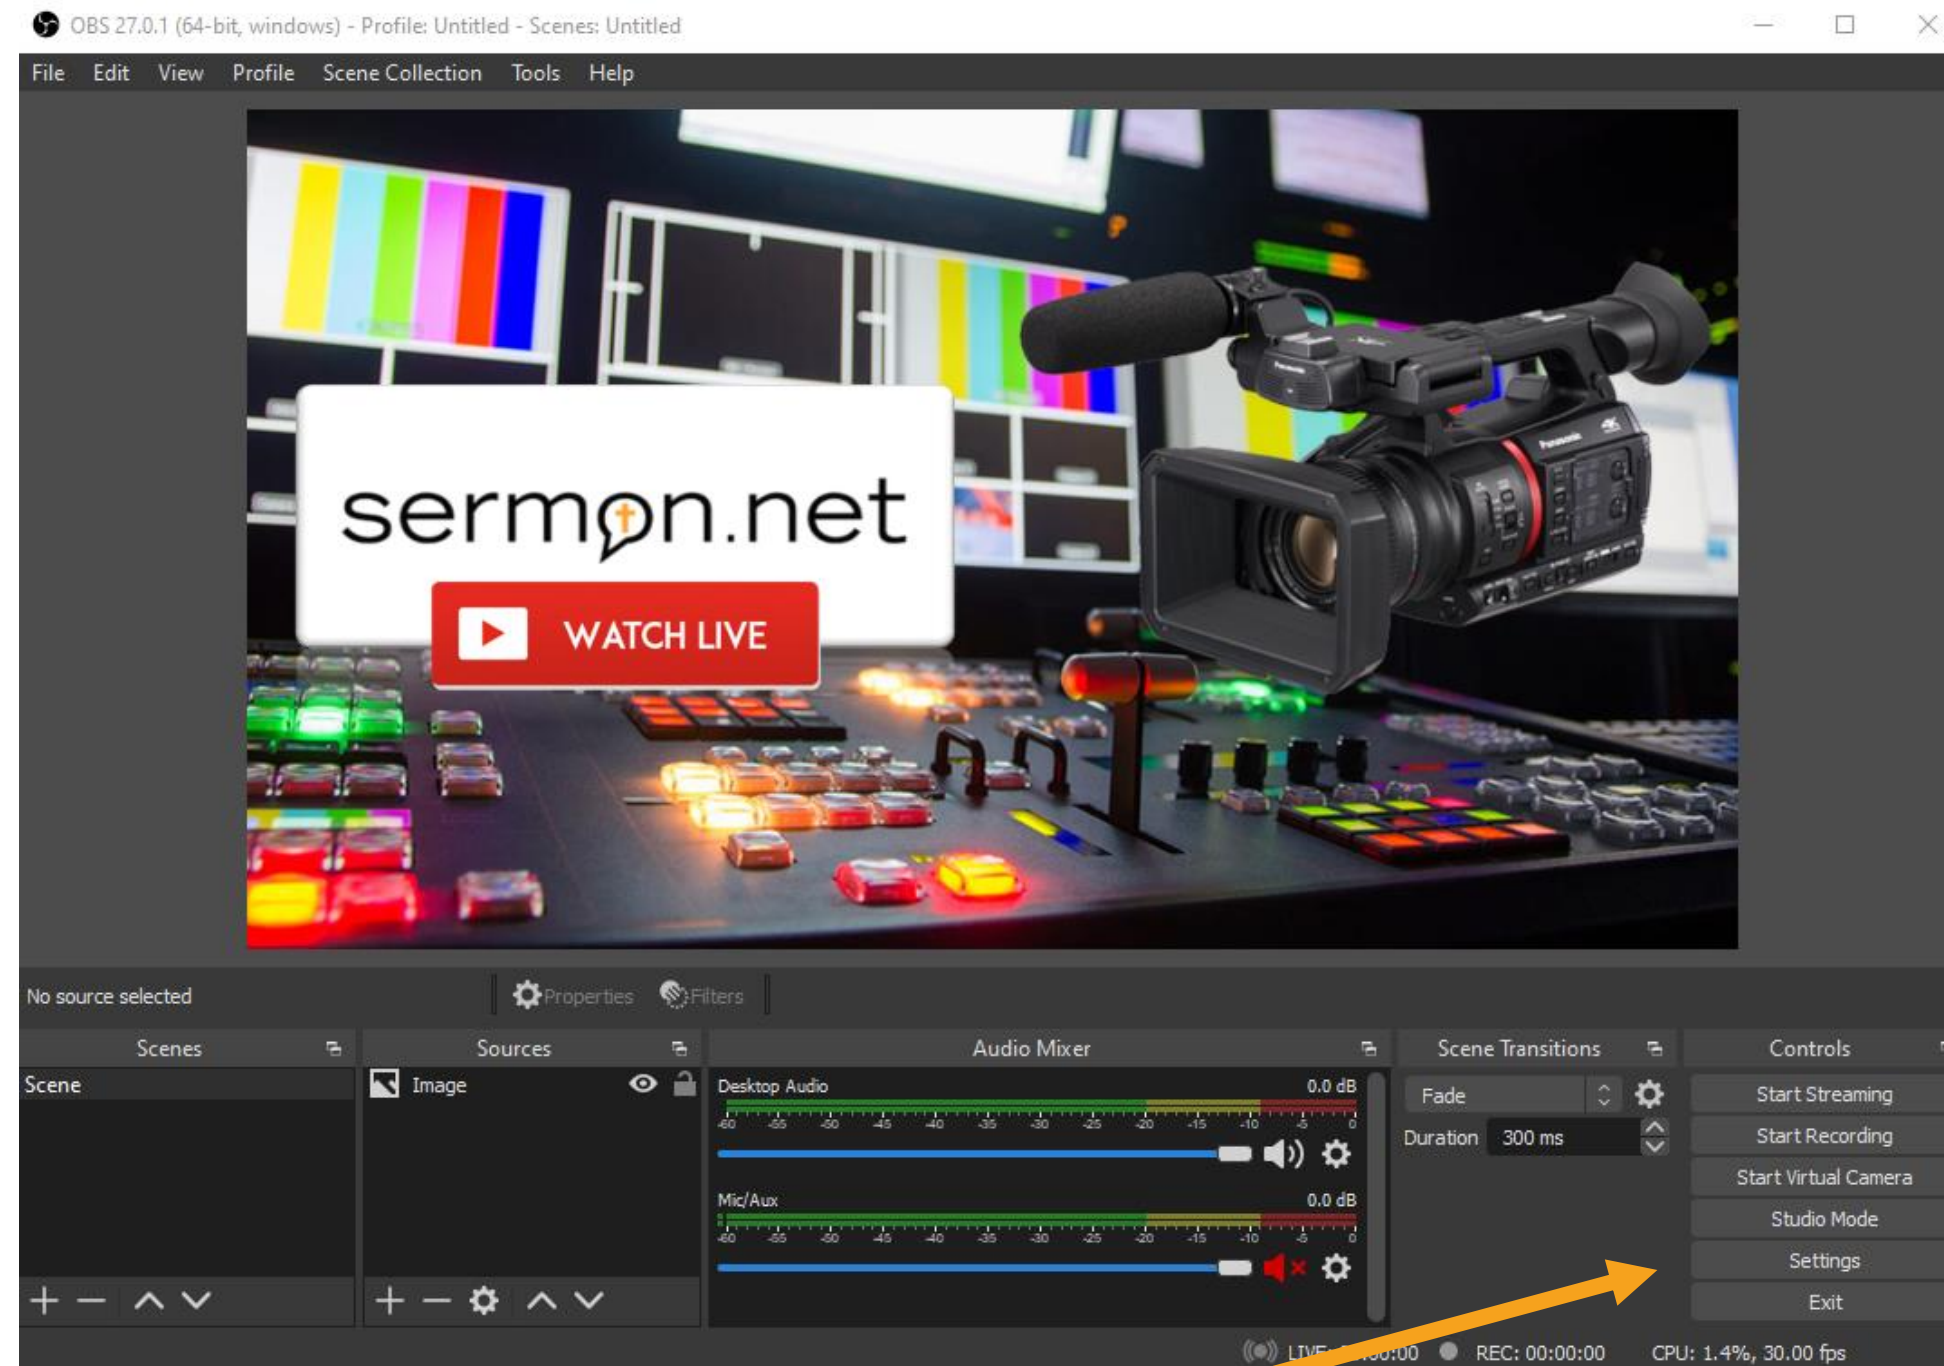 OBS 27.0.1 (64-bit, windows) - Profile: Untitled - Scenes: Untitled
File Edit View Profile Scene Collection Tools Help
Panasonic
4K
sermon.net
WATCH LIVE
No source selected
Properties Filters
Scenes
Scene
Sources
Image
Audio Mixer
Desktop Audio 0.0 dB
-60 -55 -50 -45 -40 -35 -30 -25 -20 -15 -10 -5 0
Mic/Aux 0.0 dB
-60 -55 -50 -45 -40 -35 -30 -25 -20 -15 -10 -5 0
Scene Transitions
Fade
Duration 300 ms
Controls
Start Streaming
Start Recording
Start Virtual Camera
Studio Mode
Settings
Exit
LIVE: :00 REC: 00:00:00 CPU: 1.4%, 30.00 fps